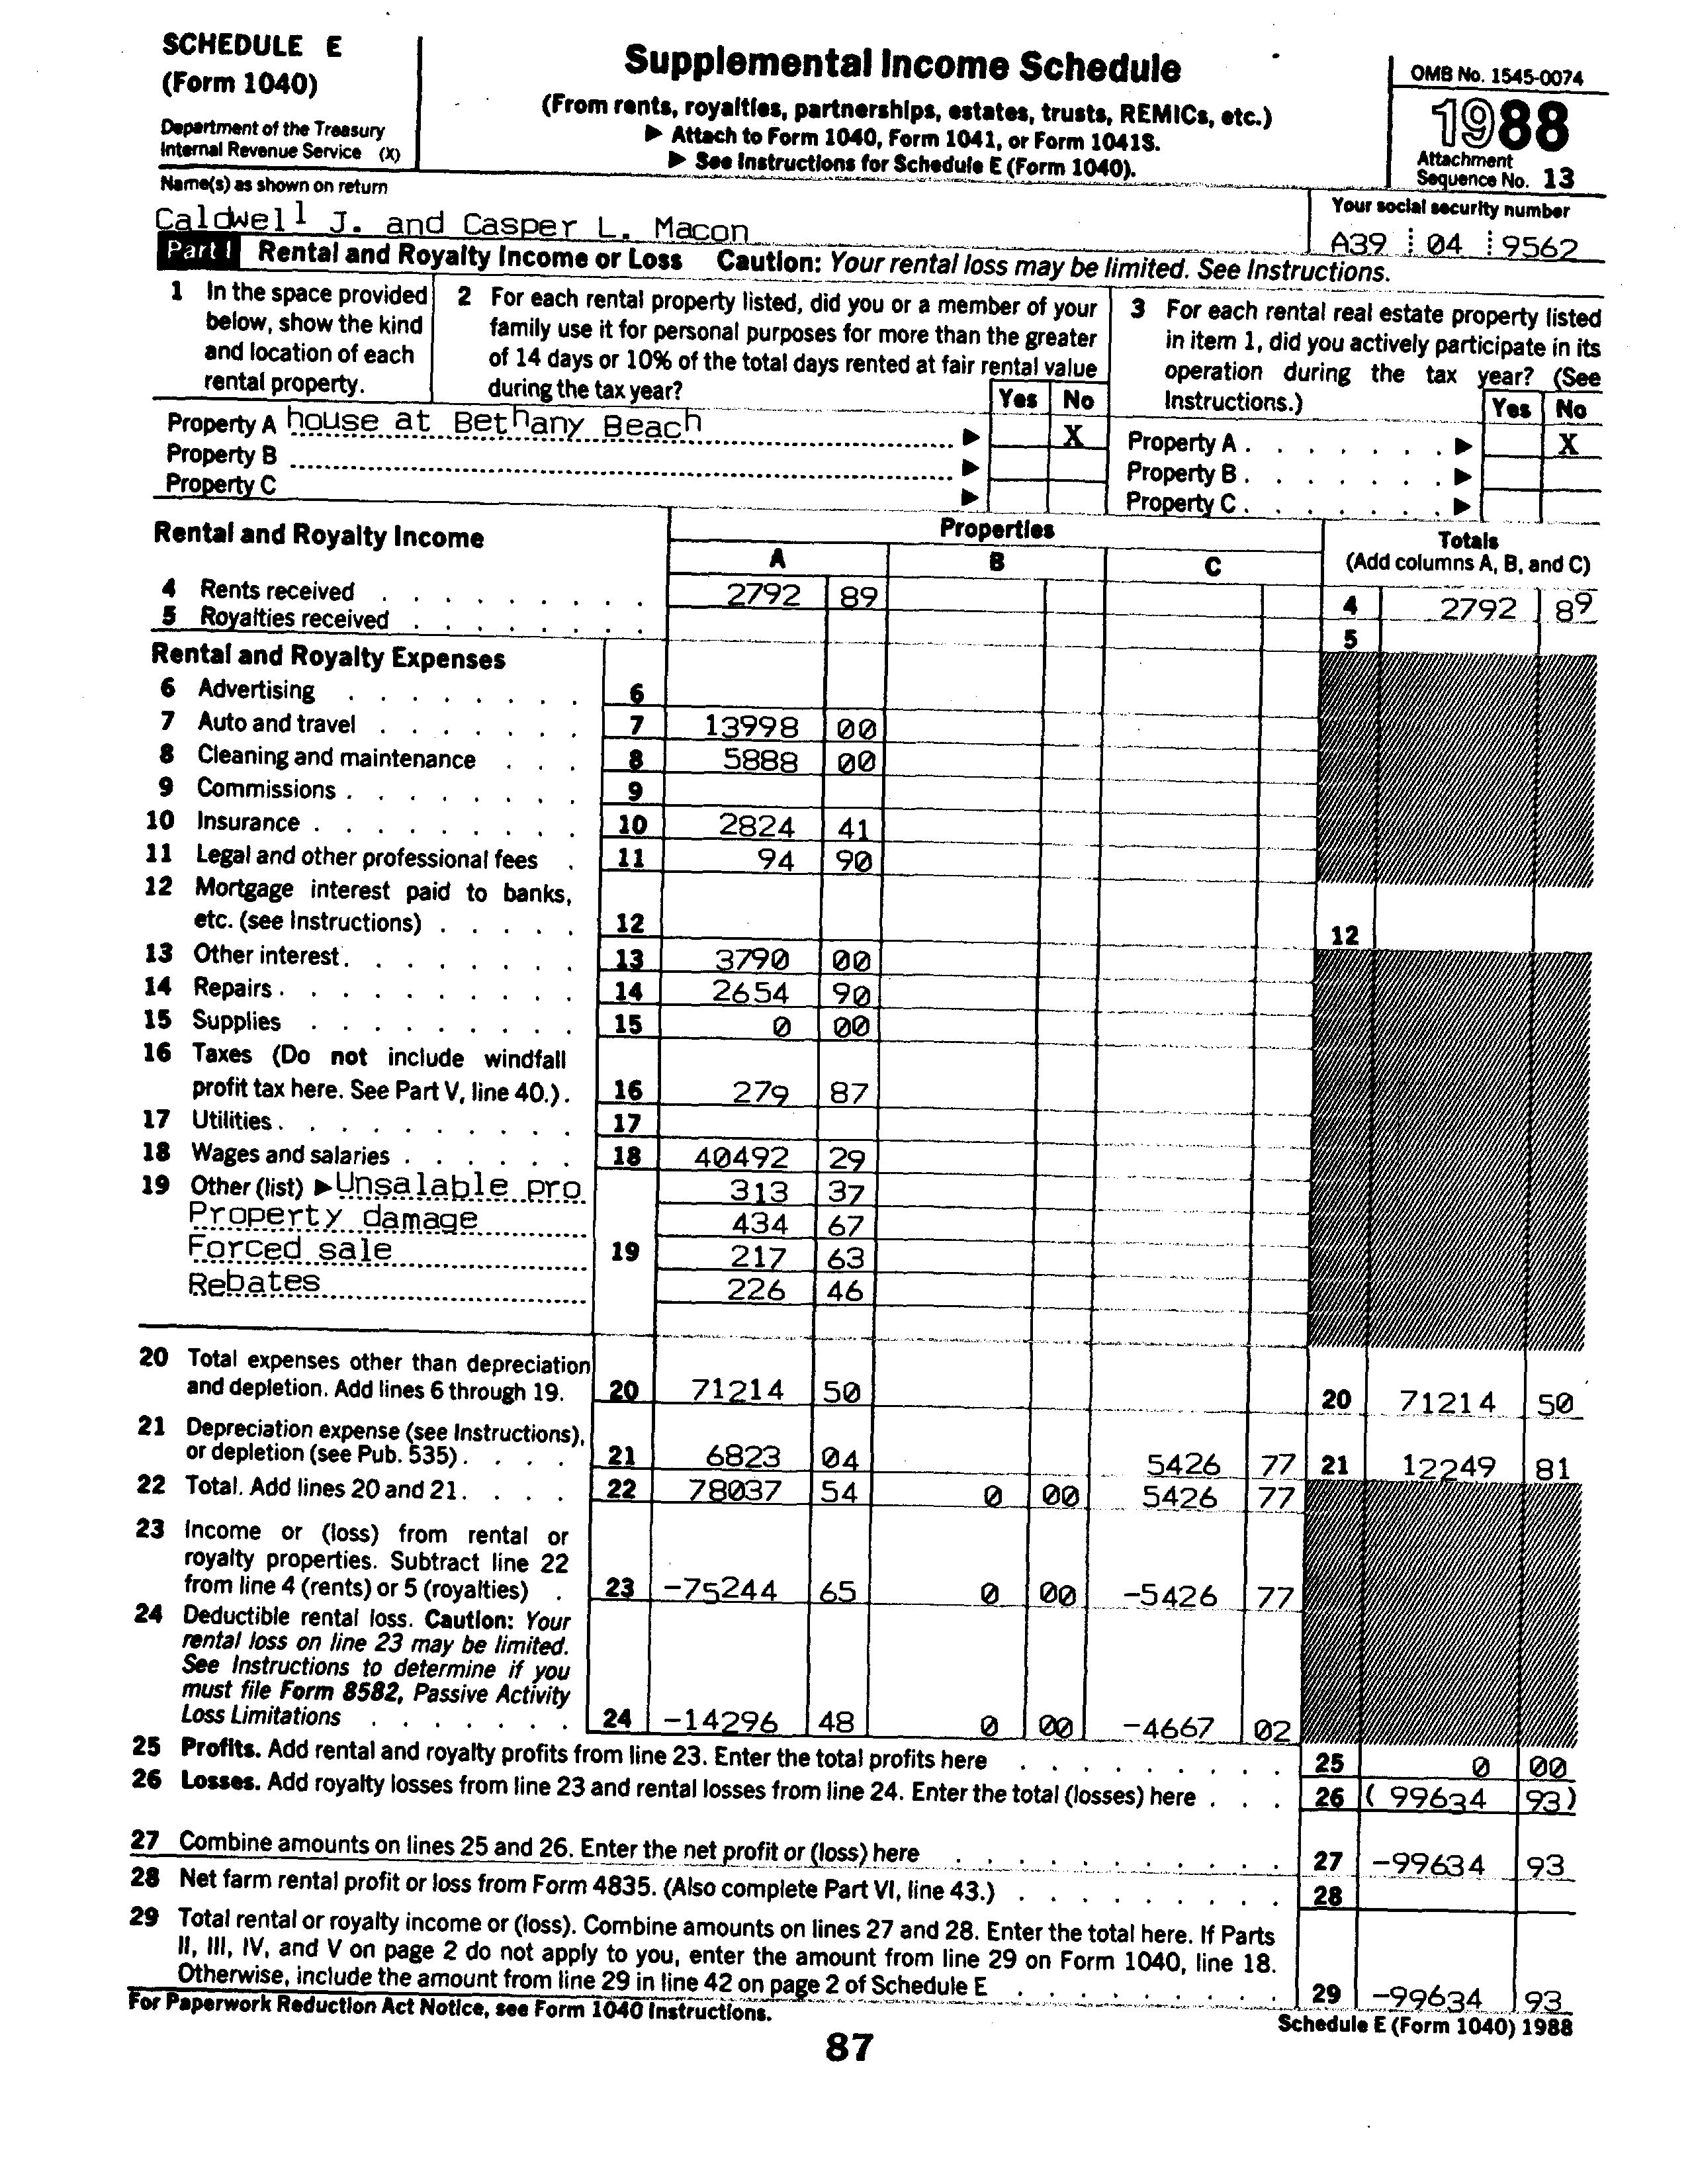 SCHEDULE E
(Form 1040)
Department of the Treasury
Internal Revenue Service (X)
Supplemental Income Schedule
(From rents, royalties, partnerships, estates, trusts, REMICs, etc.)
▶ Attach to Form 1040, Form 1041, or Form 1041S.
▶ See Instructions for Schedule E (Form 1040).
OMB No. 1545-0074
1988
Attachment
Sequence No. 13
Name(s) as shown on return
Caldwell J. and Casper L. Macon
Your social security number
A39 04 9562
Part I Rental and Royalty Income or Loss Caution: Your rental loss may be limited. See Instructions.
1 In the space provided
below, show the kind
and location of each
rental property.
2 For each rental property listed, did you or a member of your
family use it for personal purposes for more than the greater
of 14 days or 10% of the total days rented at fair rental value
during the tax year?
Yes No
3 For each rental real estate property listed
in item 1, did you actively participate in its
operation during the tax year? (See
Instructions.)
Yes No
Property A house at Bethany Beach ▶ X
Property B ▶
Property C ▶
Property A . . . . . . . ▶ X
Property B . . . . . . . ▶
Property C . . . . . . . ▶
Rental and Royalty Income
Properties
A B C
Totals
(Add columns A, B, and C)
4 Rents received 2792 89 4 2792 89
5 Royalties received 5
Rental and Royalty Expenses
6 Advertising 6
7 Auto and travel 7 13998 00
8 Cleaning and maintenance 8 5888 00
9 Commissions 9
10 Insurance 10 2824 41
11 Legal and other professional fees 11 94 90
12 Mortgage interest paid to banks,
etc. (see Instructions) 12 12
13 Other interest 13 3790 00
14 Repairs 14 2654 90
15 Supplies 15 0 00
16 Taxes (Do not include windfall
profit tax here. See Part V, line 40.) 16 279 87
17 Utilities 17
18 Wages and salaries 18 40492 29
19 Other (list) ▶ Unsalable pro 313 37
Property damage 434 67
Forced sale 19 217 63
Rebates 226 46
20 Total expenses other than depreciation
and depletion. Add lines 6 through 19. 20 71214 50 20 71214 50
21 Depreciation expense (see Instructions),
or depletion (see Pub. 535) 21 6823 04 5426 77 21 12249 81
22 Total. Add lines 20 and 21 22 78037 54 0 00 5426 77
23 Income or (loss) from rental or
royalty properties. Subtract line 22
from line 4 (rents) or 5 (royalties) 23 -75244 65 0 00 -5426 77
24 Deductible rental loss. Caution: Your
rental loss on line 23 may be limited.
See Instructions to determine if you
must file Form 8582, Passive Activity
Loss Limitations 24 -14296 48 0 00 -4667 02
25 Profits. Add rental and royalty profits from line 23. Enter the total profits here 25 0 00
26 Losses. Add royalty losses from line 23 and rental losses from line 24. Enter the total (losses) here 26 ( 99634 93)
27 Combine amounts on lines 25 and 26. Enter the net profit or (loss) here 27 -99634 93
28 Net farm rental profit or loss from Form 4835. (Also complete Part VI, line 43.) 28
29 Total rental or royalty income or (loss). Combine amounts on lines 27 and 28. Enter the total here. If Parts
II, III, IV, and V on page 2 do not apply to you, enter the amount from line 29 on Form 1040, line 18.
Otherwise, include the amount from line 29 in line 42 on page 2 of Schedule E 29 -99634 93
For Paperwork Reduction Act Notice, see Form 1040 Instructions.
Schedule E (Form 1040) 1988
87